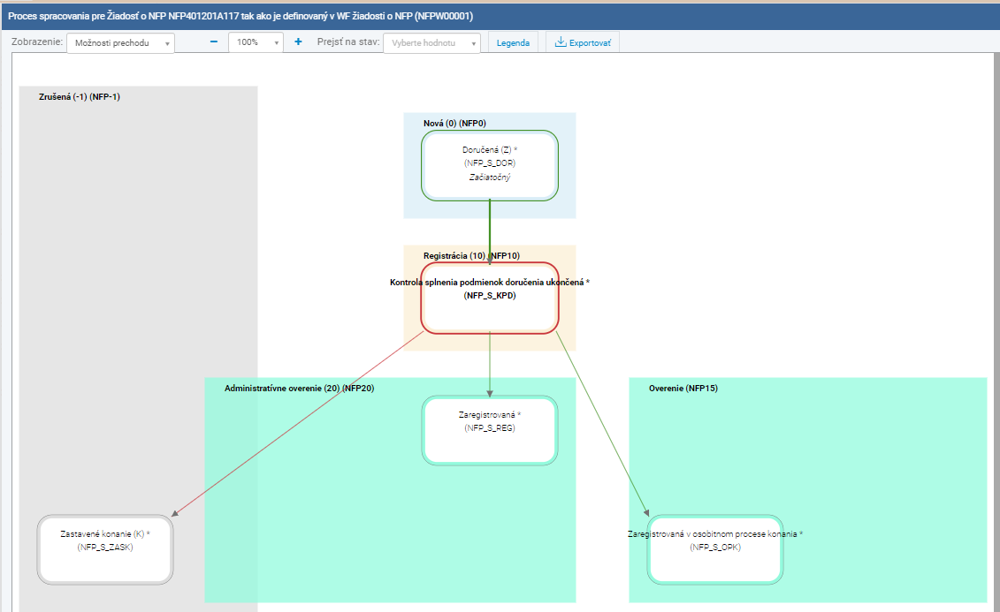 Proces spracovania pre Žiadosť o NFP NFP401201A117 tak ako je definovaný v WF žiadosti o NFP (NFPW00001)
Zobrazenie: Možnosti prechodu − 100% + Prejsť na stav: Vyberte hodnotu Legenda Exportovať
Zrušená (-1) (NFP-1)
Nová (0) (NFP0)
Doručená (Z) *
(NFP_S_DOR)
Začiatočný
Registrácia (10) (NFP10)
Kontrola splnenia podmienok doručenia ukončená *
(NFP_S_KPD)
Administratívne overenie (20) (NFP20)
Overenie (NFP15)
Zaregistrovaná *
(NFP_S_REG)
Zastavené konanie (K) *
(NFP_S_ZASK)
Zaregistrovaná v osobitnom procese konania *
(NFP_S_OPK)